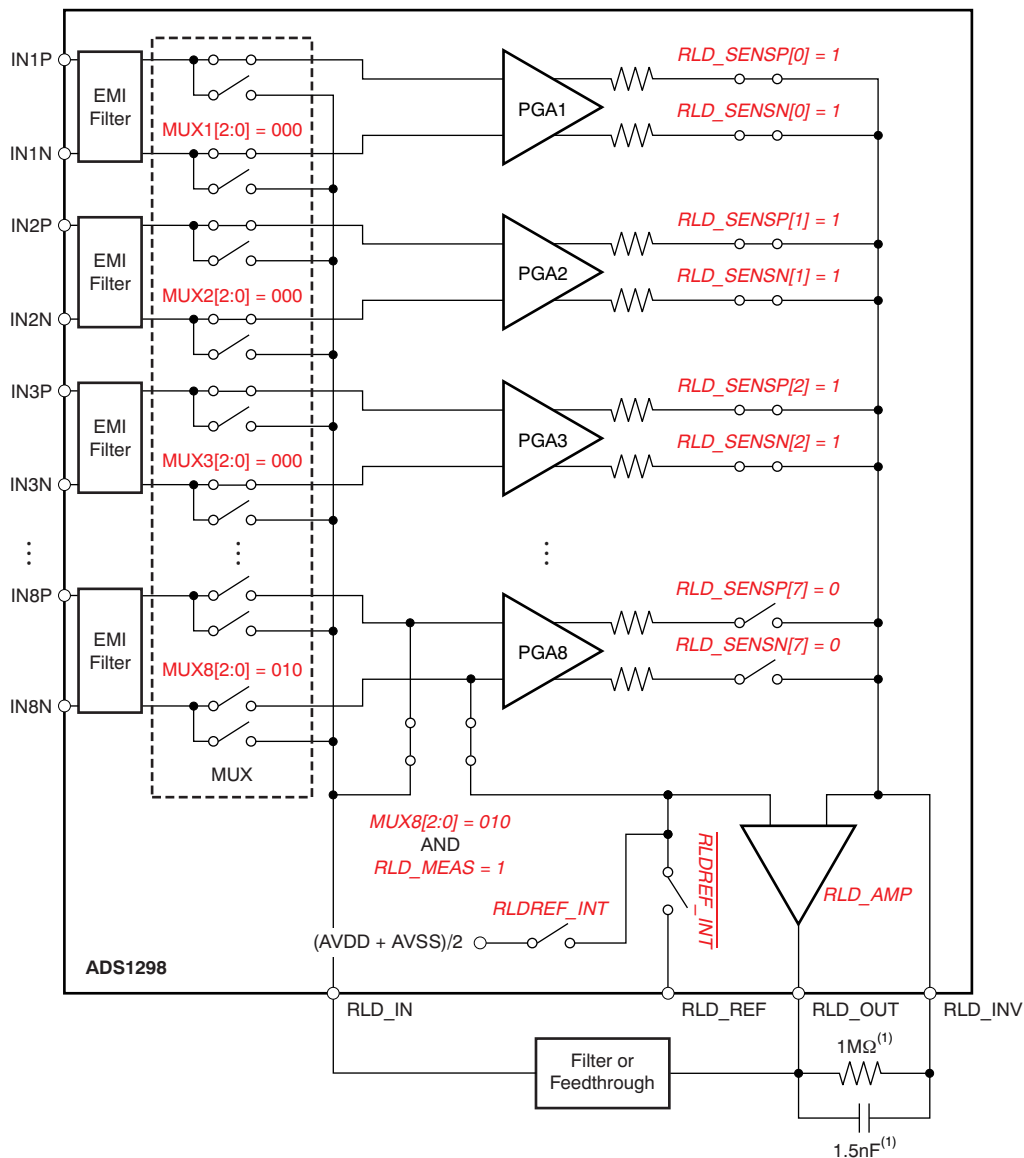 IN1P
EMI
Filter
MUX1[2:0] = 000
IN1N
PGA1
RLD_SENSP[0] = 1
RLD_SENSN[0] = 1
IN2P
EMI
Filter
MUX2[2:0] = 000
IN2N
PGA2
RLD_SENSP[1] = 1
RLD_SENSN[1] = 1
IN3P
EMI
Filter
MUX3[2:0] = 000
IN3N
PGA3
RLD_SENSP[2] = 1
RLD_SENSN[2] = 1
IN8P
EMI
Filter
MUX8[2:0] = 010
IN8N
MUX
PGA8
RLD_SENSP[7] = 0
RLD_SENSN[7] = 0
MUX8[2:0] = 010
AND
RLD_MEAS = 1
RLDREF_INT
(AVDD + AVSS)/2
RLDREF_INT
RLD_AMP
ADS1298
RLD_IN
RLD_REF
RLD_OUT
RLD_INV
Filter or
Feedthrough
1MΩ(1)
1.5nF(1)